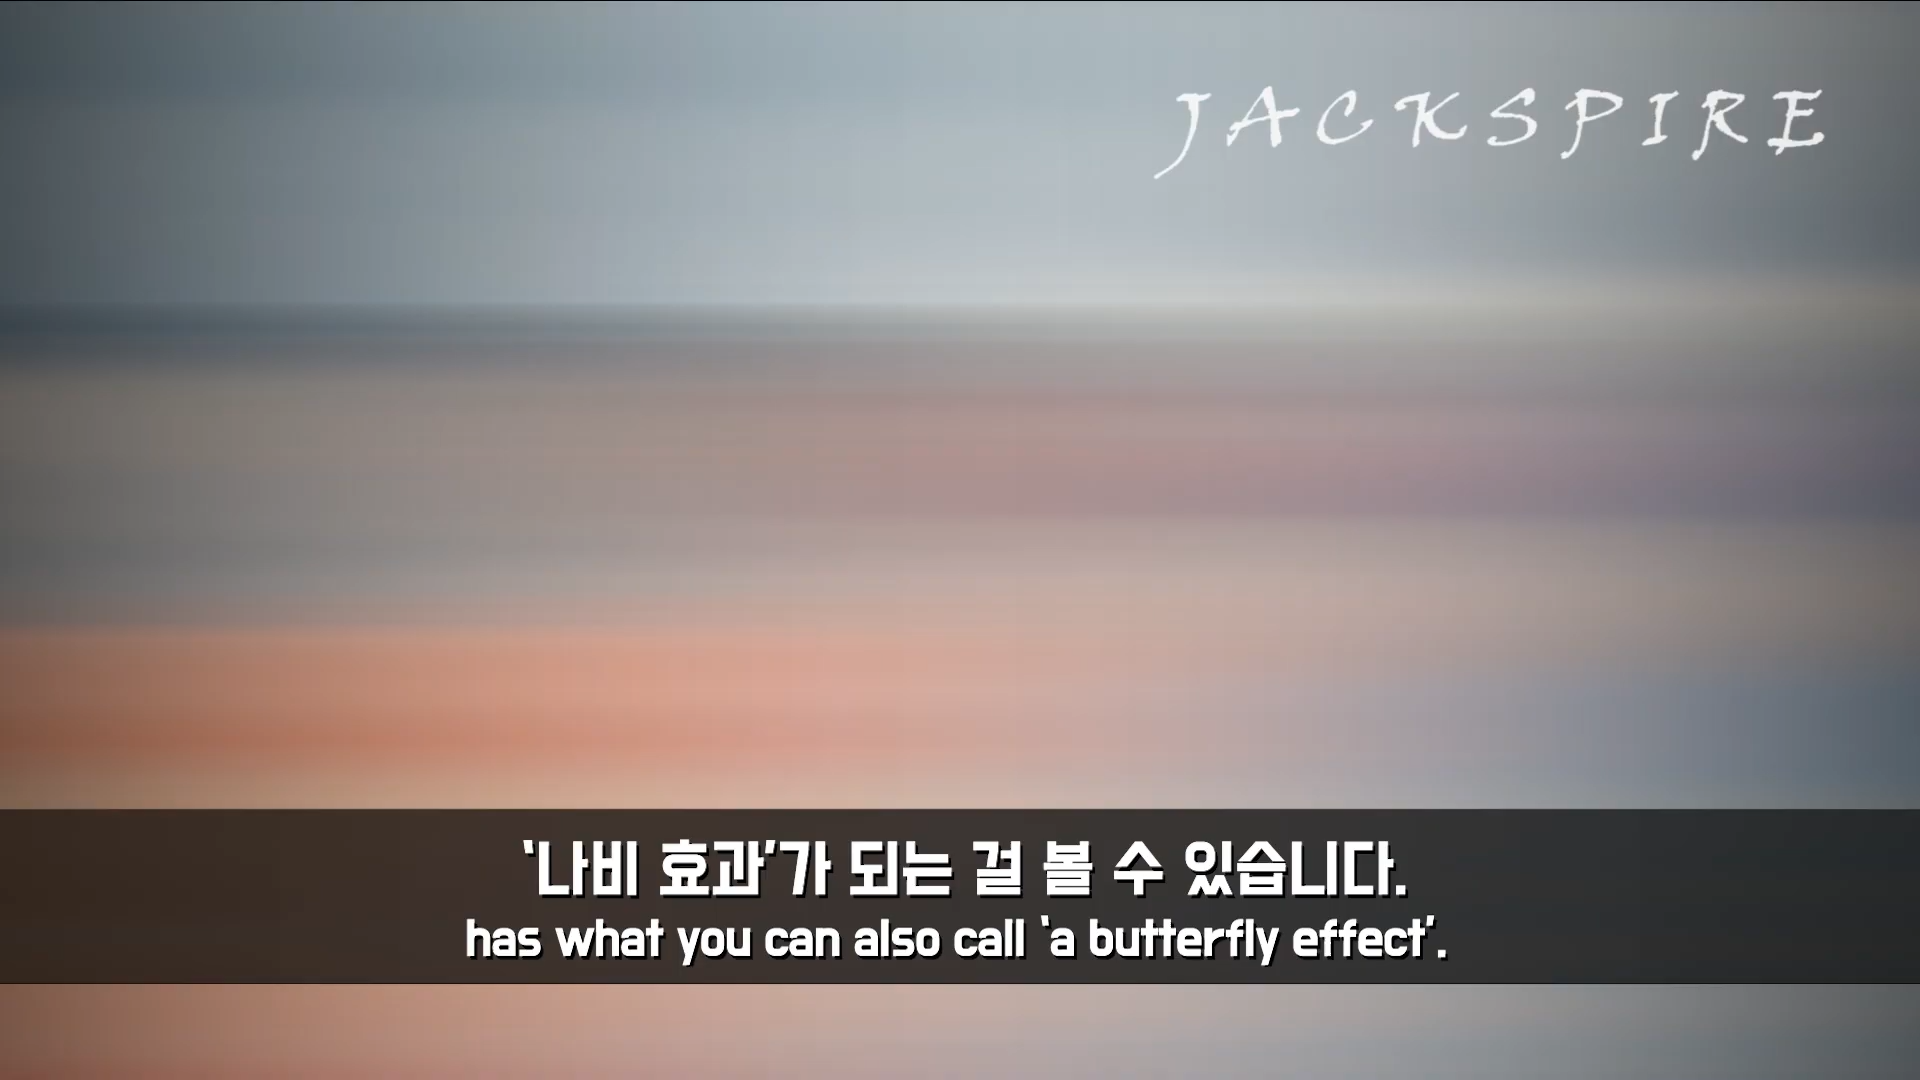 JACKSPIRE
‘나비 효과’가 되는 걸 볼 수 있습니다.
has what you can also call ‘a butterfly effect’.